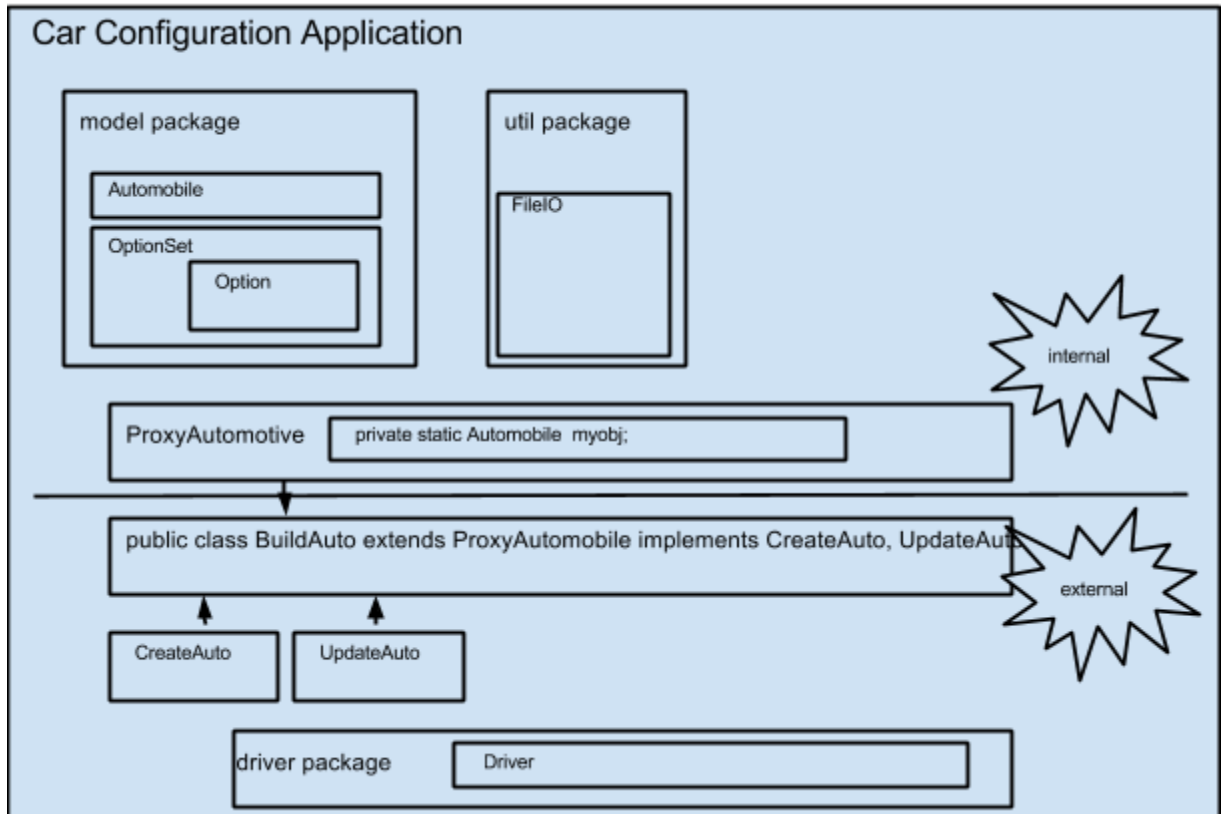 Car Configuration Application
model package
util package
Automobile
FileIO
OptionSet
Option
internal
ProxyAutomotive
private static Automobile myobj;
public class BuildAuto extends ProxyAutomobile implements CreateAuto, UpdateAuto
external
CreateAuto
UpdateAuto
driver package
Driver